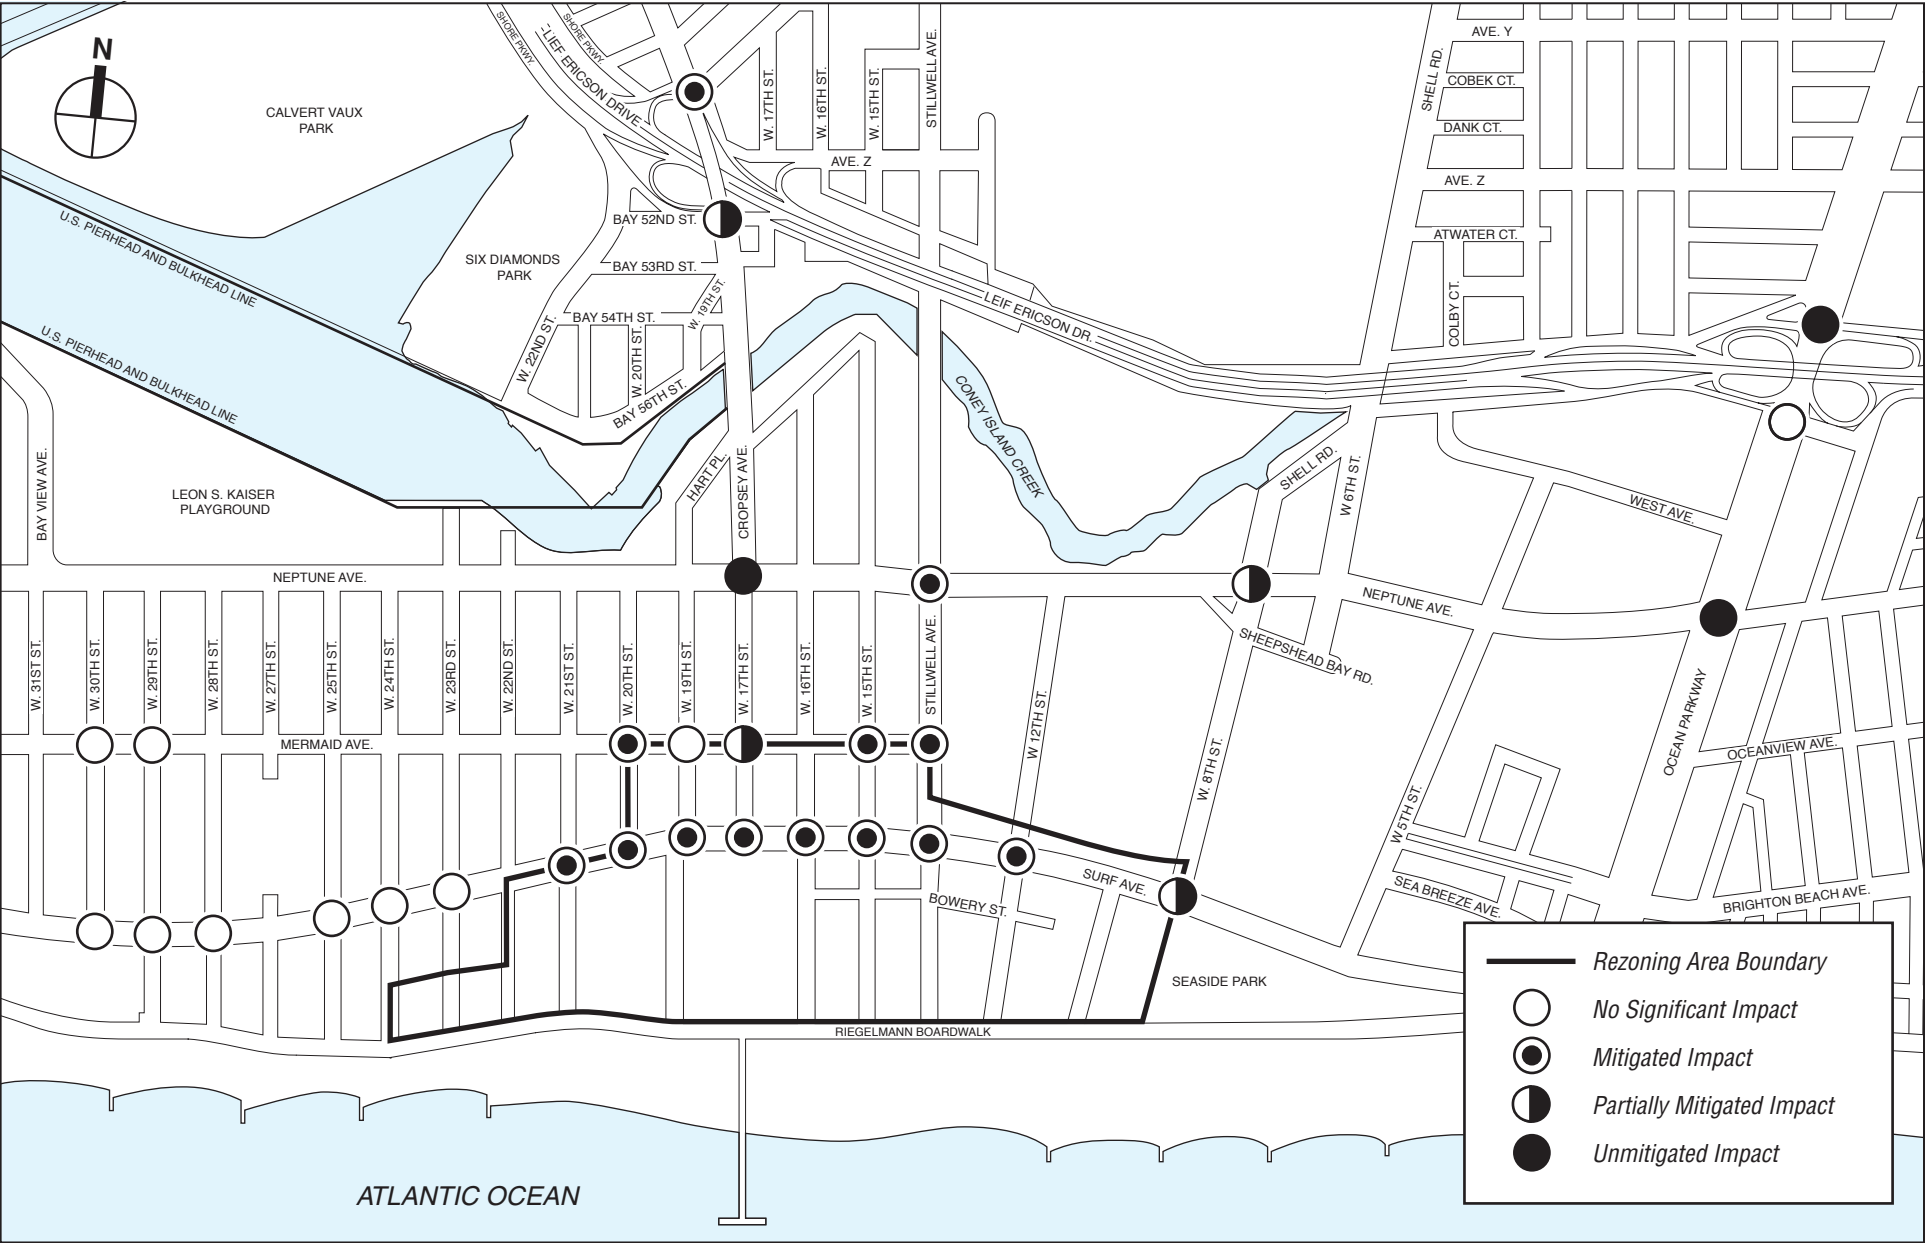 N
CALVERT VAUX
PARK
SHORE PKWY.
SHORE PKWY.
LIEF ERICSON DRIVE
W. 17TH ST.
W. 16TH ST.
W. 15TH ST.
STILLWELL AVE.
AVE. Z
SHELL RD.
AVE. Y
COBEK CT.
DANK CT.
AVE. Z
ATWATER CT.
COLBY CT.
U.S. PIERHEAD AND BULKHEAD LINE
U.S. PIERHEAD AND BULKHEAD LINE
SIX DIAMONDS
PARK
BAY 52ND ST.
BAY 53RD ST.
BAY 54TH ST.
W. 19TH ST.
W. 22ND ST.
W. 20TH ST.
BAY 56TH ST.
LEIF ERICSON DR.
CONEY ISLAND CREEK
BAY VIEW AVE.
LEON S. KAISER
PLAYGROUND
HART PL.
CROPSEY AVE.
SHELL RD.
W 6TH ST.
WEST AVE.
NEPTUNE AVE.
NEPTUNE AVE.
SHEEPSHEAD BAY RD.
W. 31ST ST.
W. 30TH ST.
W. 29TH ST.
W. 28TH ST.
W. 27TH ST.
W. 25TH ST.
W. 24TH ST.
W. 23RD ST.
W. 22ND ST.
W. 21ST ST.
W. 20TH ST.
W. 19TH ST.
W. 17TH ST.
W. 16TH ST.
W. 15TH ST.
STILLWELL AVE.
W 12TH ST.
W. 8TH ST.
OCEAN PARKWAY
OCEANVIEW AVE.
MERMAID AVE.
W 5TH ST.
SURF AVE.
BOWERY ST.
SEA BREEZE AVE.
BRIGHTON BEACH AVE.
SEASIDE PARK
RIEGELMANN BOARDWALK
ATLANTIC OCEAN
Rezoning Area Boundary
No Significant Impact
Mitigated Impact
Partially Mitigated Impact
Unmitigated Impact